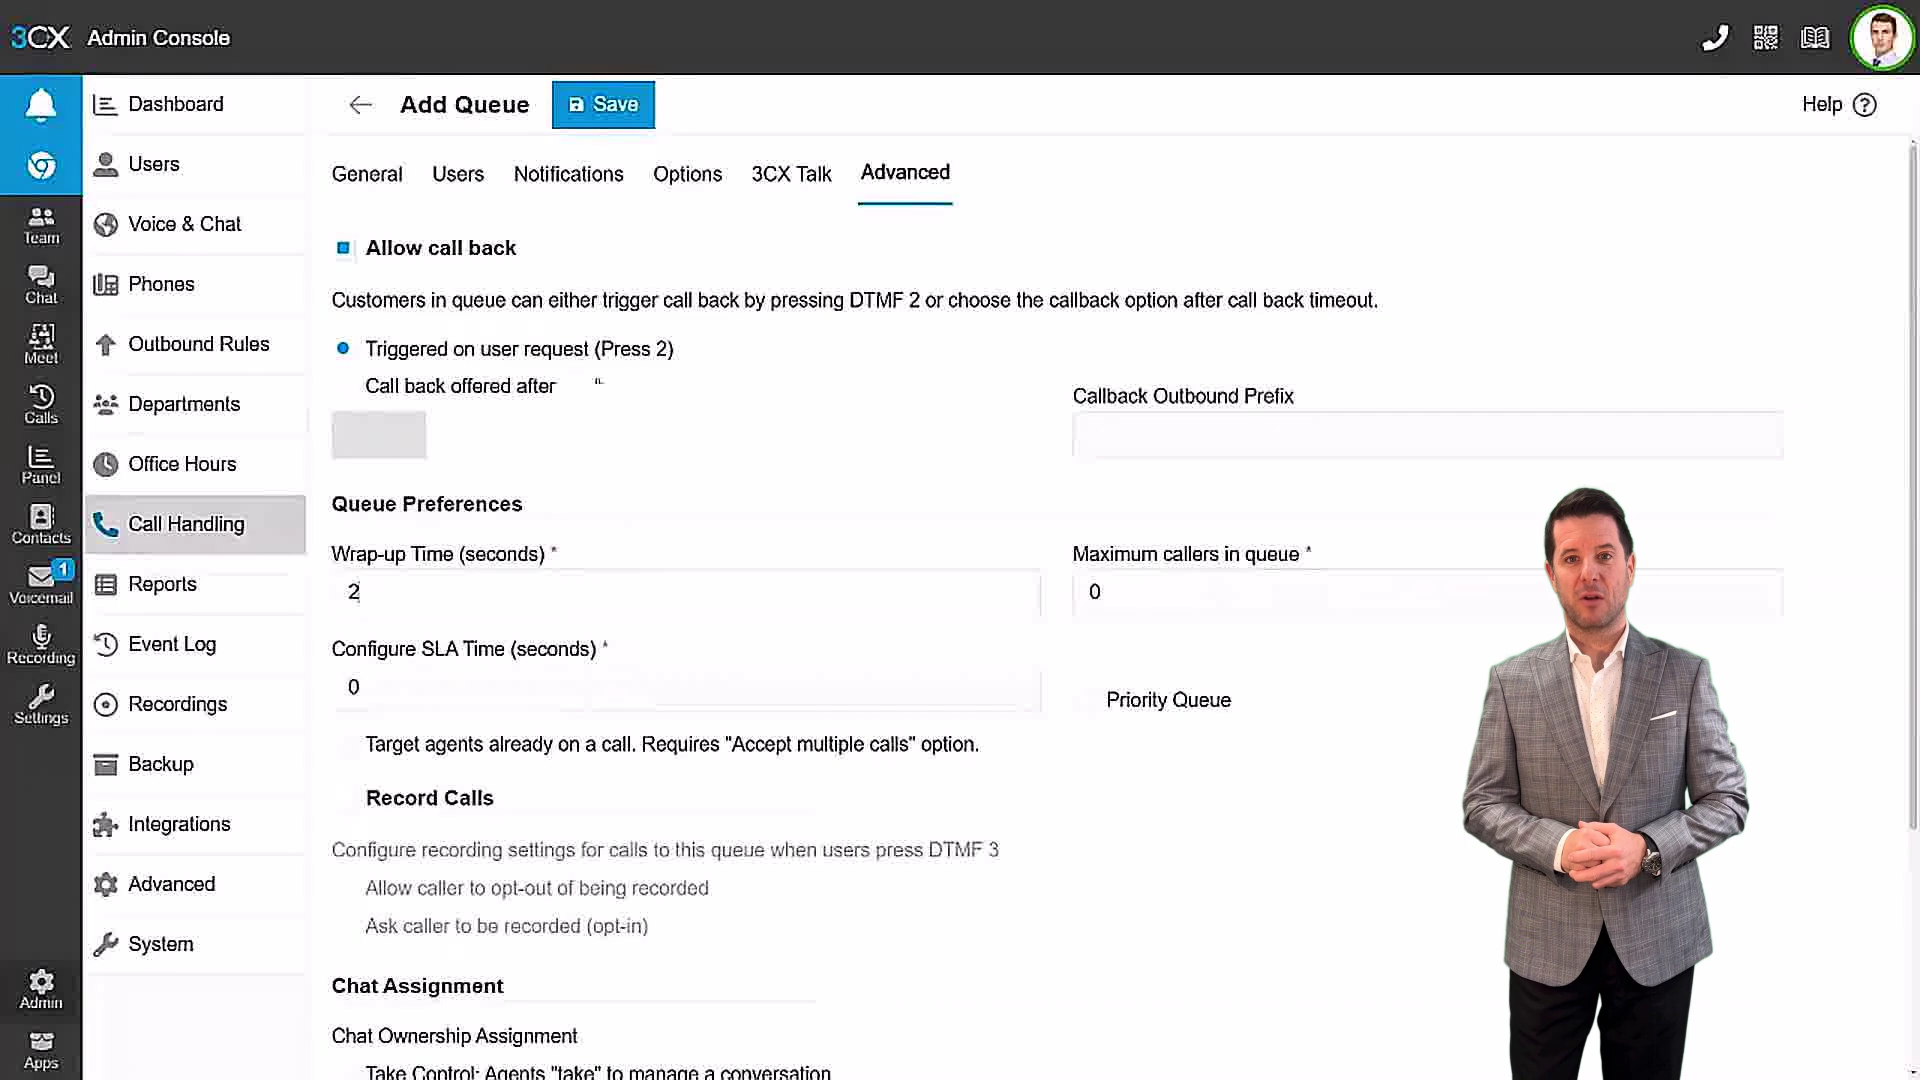 3CX Admin Console
Add Queue
Save
Help
Team
Chat
Meet
Calls
Panel
Contacts
1
Voicemail
Recording
Settings
Admin
Apps
Dashboard
Users
Voice & Chat
Phones
Outbound Rules
Departments
Office Hours
Call Handling
Reports
Event Log
Recordings
Backup
Integrations
Advanced
System
General Users Notifications Options 3CX Talk Advanced
Allow call back
Customers in queue can either trigger call back by pressing DTMF 2 or choose the callback option after call back timeout.
Triggered on user request (Press 2)
Call back offered after
Callback Outbound Prefix
Queue Preferences
Wrap-up Time (seconds) *
2
Maximum callers in queue *
0
Configure SLA Time (seconds) *
0
Priority Queue
Target agents already on a call. Requires "Accept multiple calls" option.
Record Calls
Configure recording settings for calls to this queue when users press DTMF 3
Allow caller to opt-out of being recorded
Ask caller to be recorded (opt-in)
Chat Assignment
Chat Ownership Assignment
Take Control: Agents "take" to manage a conversation